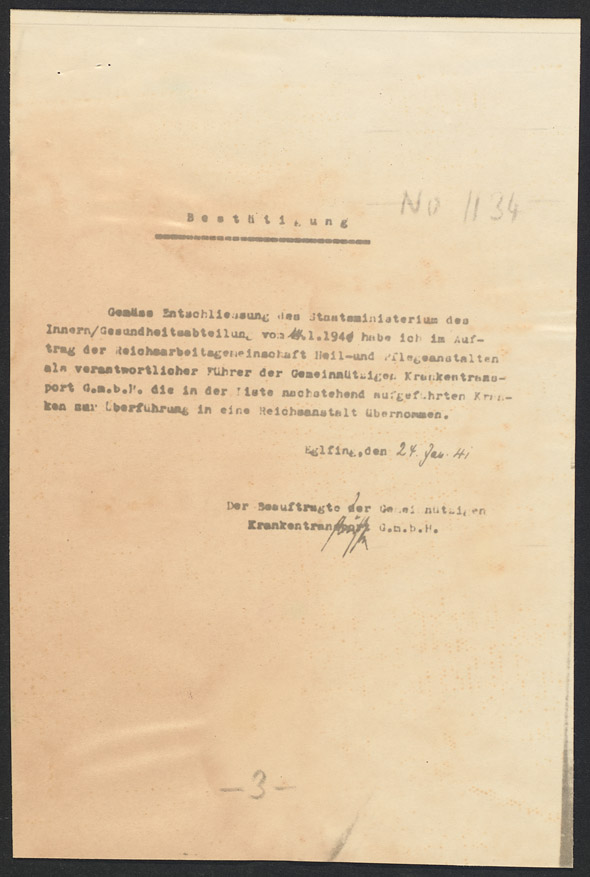 No 1134
Bestätigung
Gemäss Entschliessung des Staatsministerium des
Innern/Gesundheitsabteilung vom .1.194 habe ich im Auf-
trag der Reichsarbeitsgemeinschaft Heil-und Pflegeanstalten
als verantwortlicher Führer der Gemeinnützigen Krankentrans-
port G.m.b.H. die in der Liste nachstehend aufgeführten Kran-
ken zur Überführung in eine Reichsanstalt übernommen.
Eglfing,den 24. Jan. 41
Der Beauftragte der Gemeinnützigen
Krankentransport G.m.b.H.
-3-